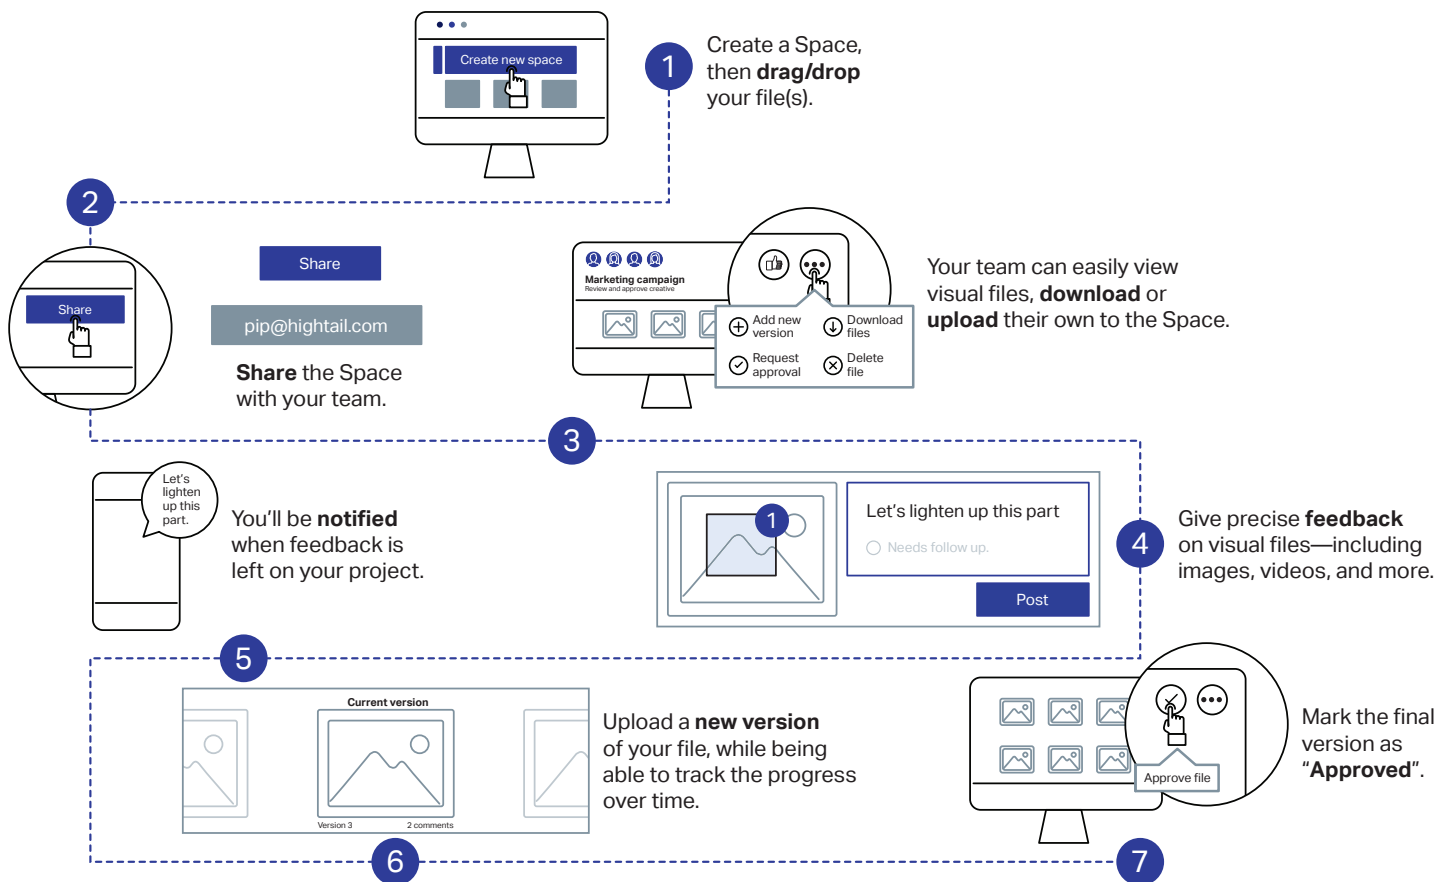 Create new space
1
Create a Space,
then drag/drop
your file(s).
2
Share
Share
pip@hightail.com
Share the Space
with your team.
Marketing campaign
Review and approve creative
Add new
version
Download
files
Request
approval
Delete
file
Your team can easily view
visual files, download or
upload their own to the Space.
3
Let's
lighten
up this
part.
You'll be notified
when feedback is
left on your project.
1
Let's lighten up this part
Needs follow up.
Post
4
Give precise feedback
on visual files—including
images, videos, and more.
5
Current version
Version 3
2 comments
Upload a new version
of your file, while being
able to track the progress
over time.
6
Approve file
Mark the final
version as
“Approved”.
7